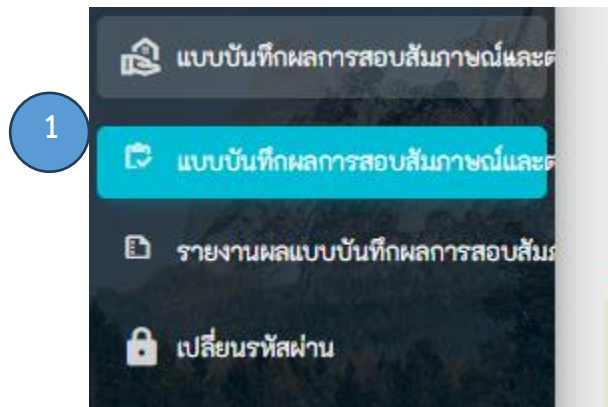 แบบบันทึกผลการสอบสัมภาษณ์และต
1
แบบบันทึกผลการสอบสัมภาษณ์และต
รายงานผลแบบบันทึกผลการสอบสัมภ
เปลี่ยนรหัสผ่าน